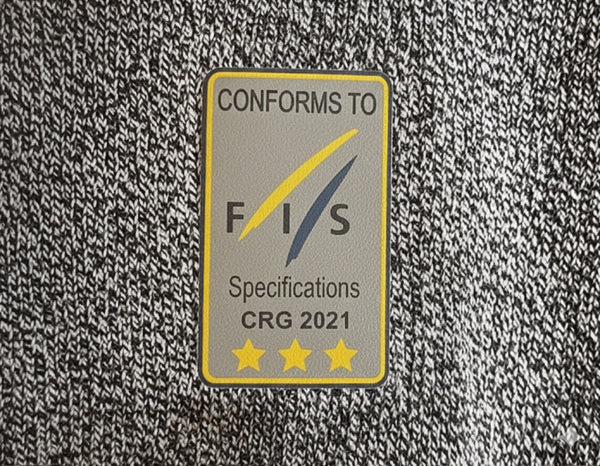 CONFORMS TO
F I S
Specifications
CRG 2021